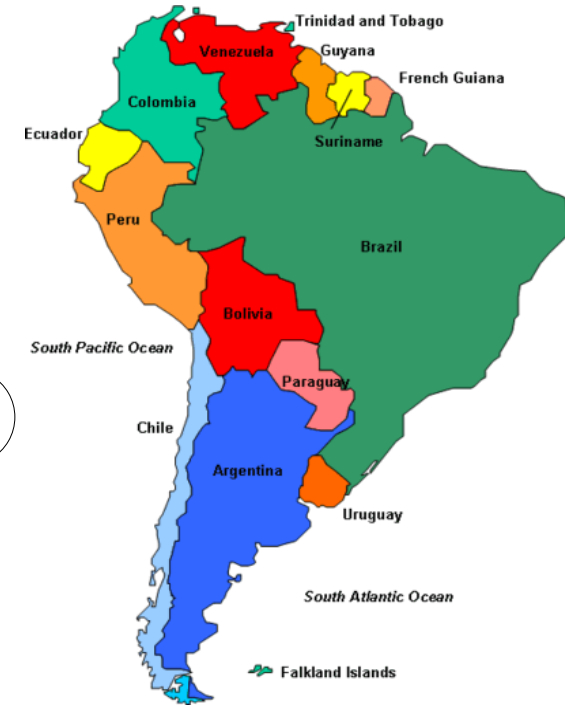 Trinidad and Tobago
Venezuela
Guyana
French Guiana
Colombia
Suriname
Ecuador
Peru
Brazil
Bolivia
South Pacific Ocean
Paraguay
Chile
Argentina
Uruguay
South Atlantic Ocean
Falkland Islands